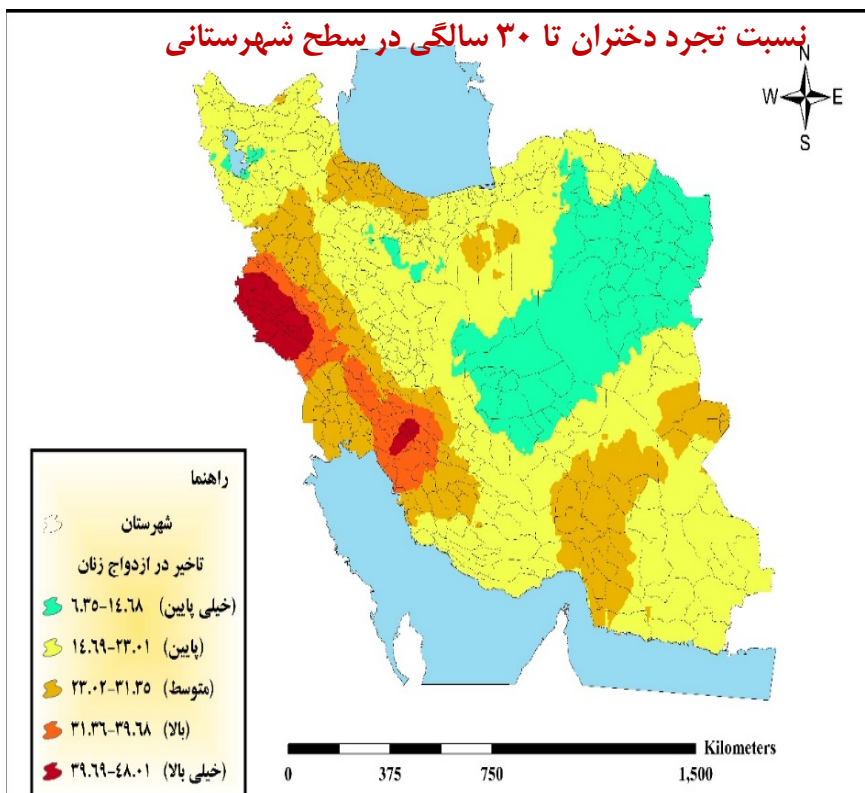 نسبت تجرد دختران تا ۳۰ سالگی در سطح شهرستانی
N
W E
S
راهنما
شهرستان
تاخیر در ازدواج زنان
(خیلی پایین) ۶.۳۵-۱۴.۶۸
(پایین) ۱۴.۶۹-۲۳.۰۱
(متوسط) ۲۳.۰۲-۳۱.۳۵
(بالا) ۳۱.۳۶-۳۹.۶۸
(خیلی بالا) ۳۹.۶۹-۴۸.۰۱
Kilometers
0 375 750 1,500